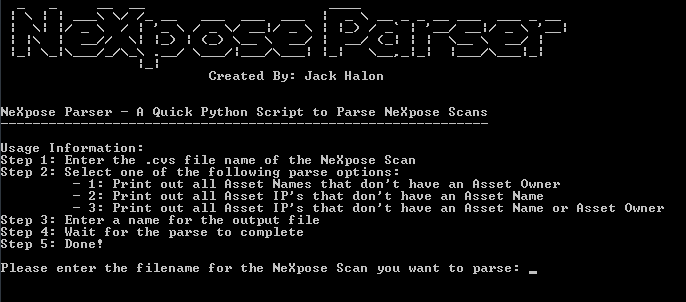 NeXpose Parser
Created By: Jack Halon
NeXpose Parser - A Quick Python Script to Parse NeXpose Scans
-------------------------------------------------------------
Usage Information:
Step 1: Enter the .cvs file name of the NeXpose Scan
Step 2: Select one of the following parse options:
- 1: Print out all Asset Names that don't have an Asset Owner
- 2: Print out all Asset IP's that don't have an Asset Name
- 3: Print out all Asset IP's that don't have an Asset Name or Asset Owner
Step 3: Enter a name for the output file
Step 4: Wait for the parse to complete
Step 5: Done!
Please enter the filename for the NeXpose Scan you want to parse: _